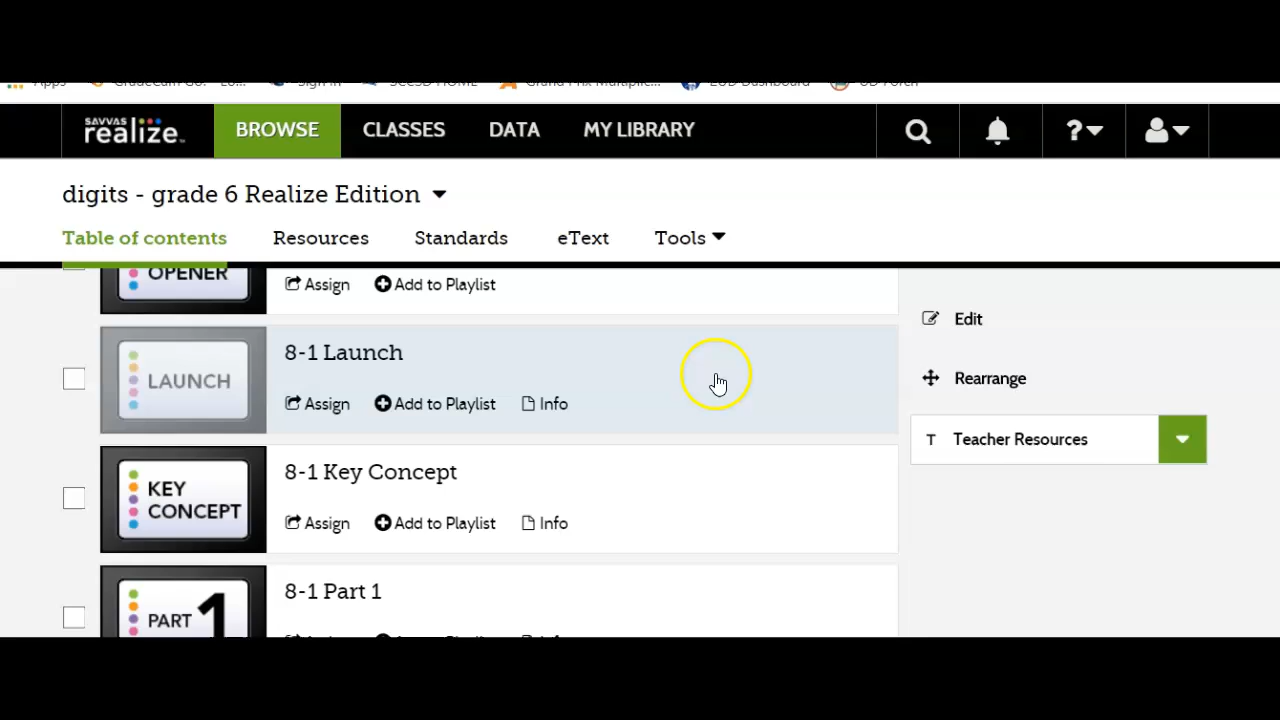 SAVVAS
realize™ BROWSE CLASSES DATA MY LIBRARY ?
digits - grade 6 Realize Edition
Table of contents Resources Standards eText Tools
OPENER
Assign Add to Playlist
Edit
8-1 Launch
LAUNCH
Assign Add to Playlist Info
Rearrange
T Teacher Resources
8-1 Key Concept
KEY
CONCEPT
Assign Add to Playlist Info
8-1 Part 1
PART 1